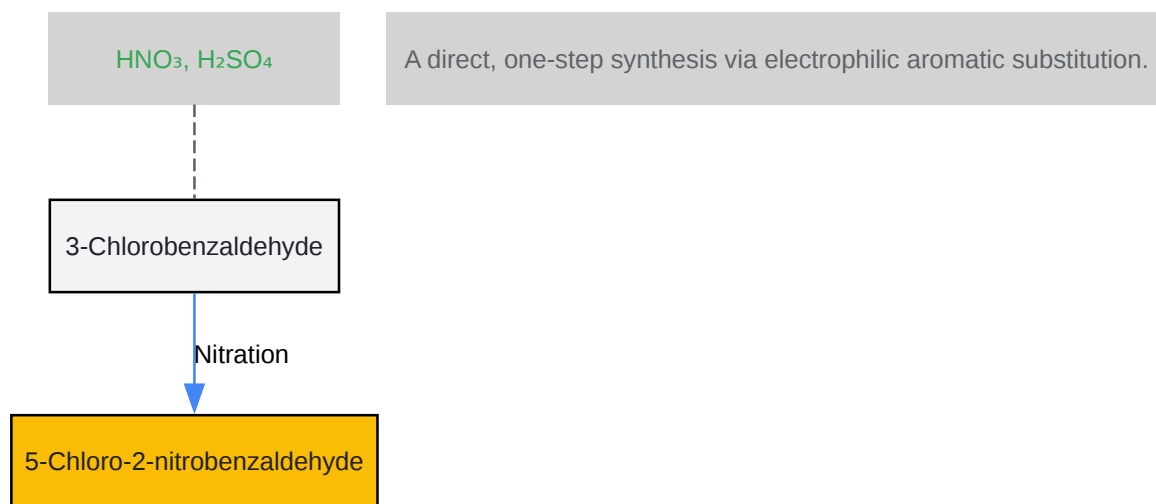 HNO₃, H₂SO₄
A direct, one-step synthesis via electrophilic aromatic substitution.
3-Chlorobenzaldehyde
Nitration
5-Chloro-2-nitrobenzaldehyde